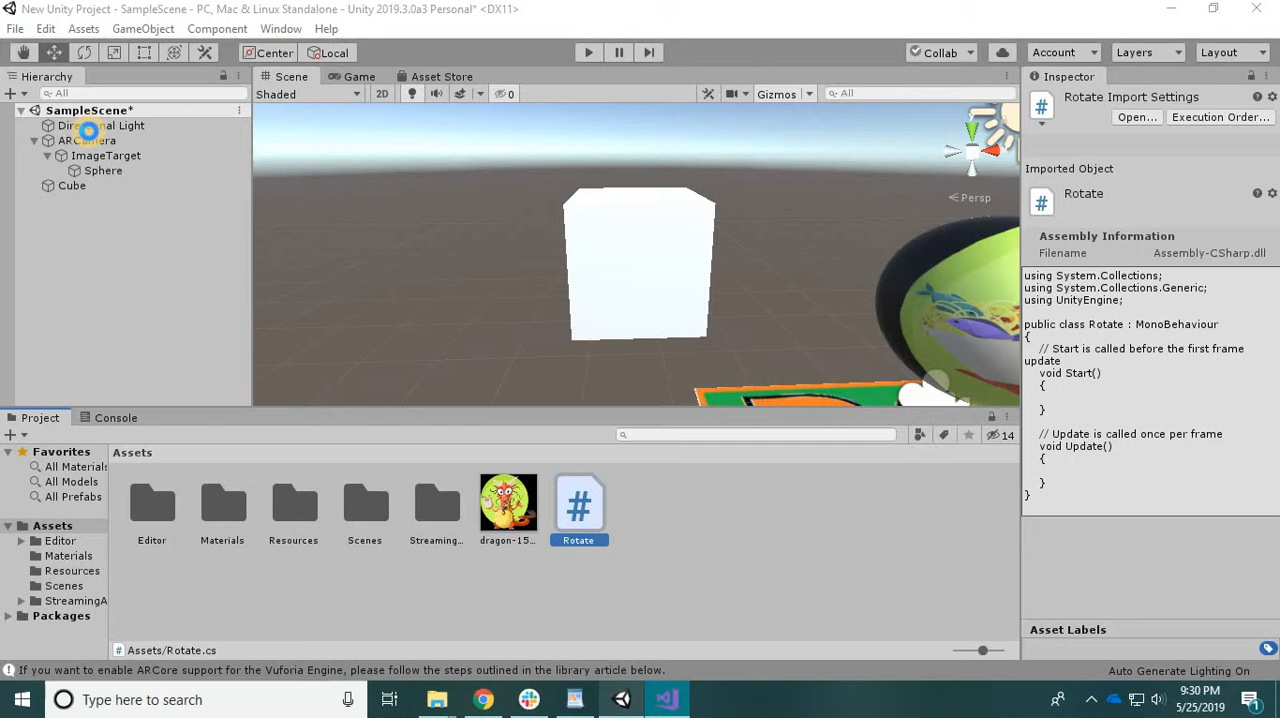 New Unity Project - SampleScene - PC, Mac & Linux Standalone - Unity 2019.3.0a3 Personal* <DX11>
File Edit Assets GameObject Component Window Help
Center Local Collab Account Layers Layout
Hierarchy Scene Game Asset Store Inspector
All Shaded 2D 0 Gizmos All
Rotate Import Settings
Open... Execution Order...
SampleScene*
Directional Light
ARCamera
ImageTarget
Sphere
Cube
Persp
Imported Object
Rotate
Assembly Information
Filename Assembly-CSharp.dll
using System.Collections;
using System.Collections.Generic;
using UnityEngine;
public class Rotate : MonoBehaviour
{
// Start is called before the first frame
update
void Start()
{
}
// Update is called once per frame
void Update()
{
}
}
Project Console
14
Favorites
All Materials
All Models
All Prefabs
Assets
Editor
Materials
Resources
Scenes
StreamingA
Packages
Assets
Editor Materials Resources Scenes Streaming... dragon-15... Rotate
Assets/Rotate.cs
Asset Labels
If you want to enable ARCore support for the Vuforia Engine, please follow the steps outlined in the library article below.
Auto Generate Lighting On
Type here to search
9:30 PM
5/25/2019
1